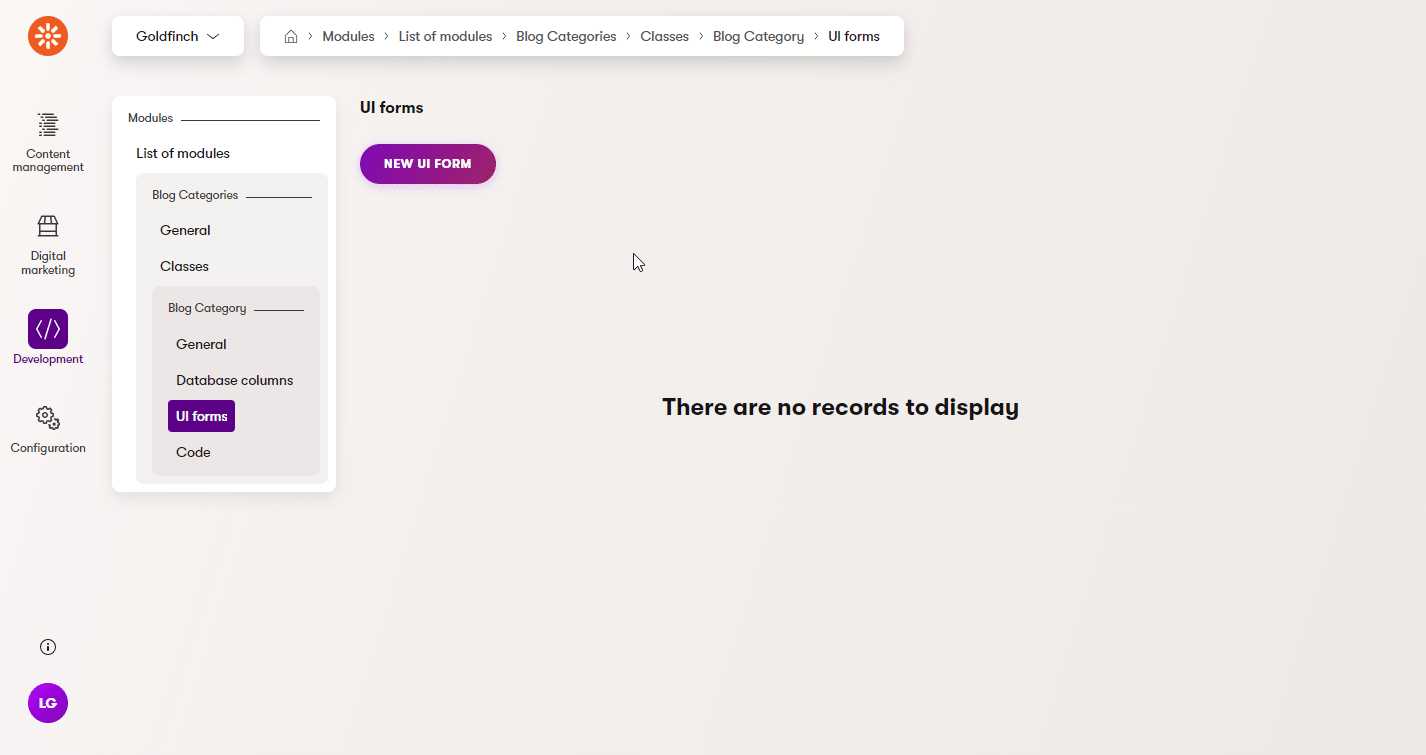 Goldfinch
Modules
List of modules
Blog Categories
Classes
Blog Category
UI forms
Content
management
Digital
marketing
Development
Configuration
LG
Modules
List of modules
Blog Categories
General
Classes
Blog Category
General
Database columns
UI forms
Code
UI forms
NEW UI FORM
There are no records to display